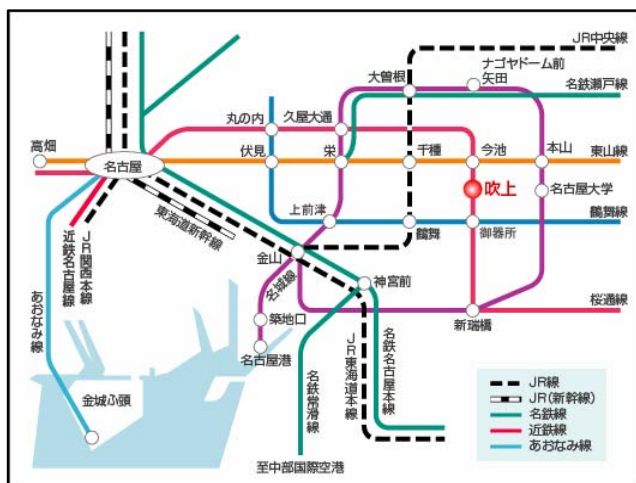 JR中央線
ナゴヤドーム前
大曽根
矢田
名鉄瀬戸線
丸の内
久屋大通
高畑
名古屋
伏見
栄
千種
今池
本山
東山線
吹上
名古屋大学
上前津
鶴舞
御器所
鶴舞線
東海道新幹線
金山
名城線
神宮前
JR関西本線
近鉄名古屋線
あおなみ線
築地口
名古屋港
新瑞橋
桜通線
金城ふ頭
名鉄常滑線
JR東海道本線
名鉄名古屋本線
至中部国際空港
JR線
JR(新幹線)
名鉄線
近鉄線
あおなみ線